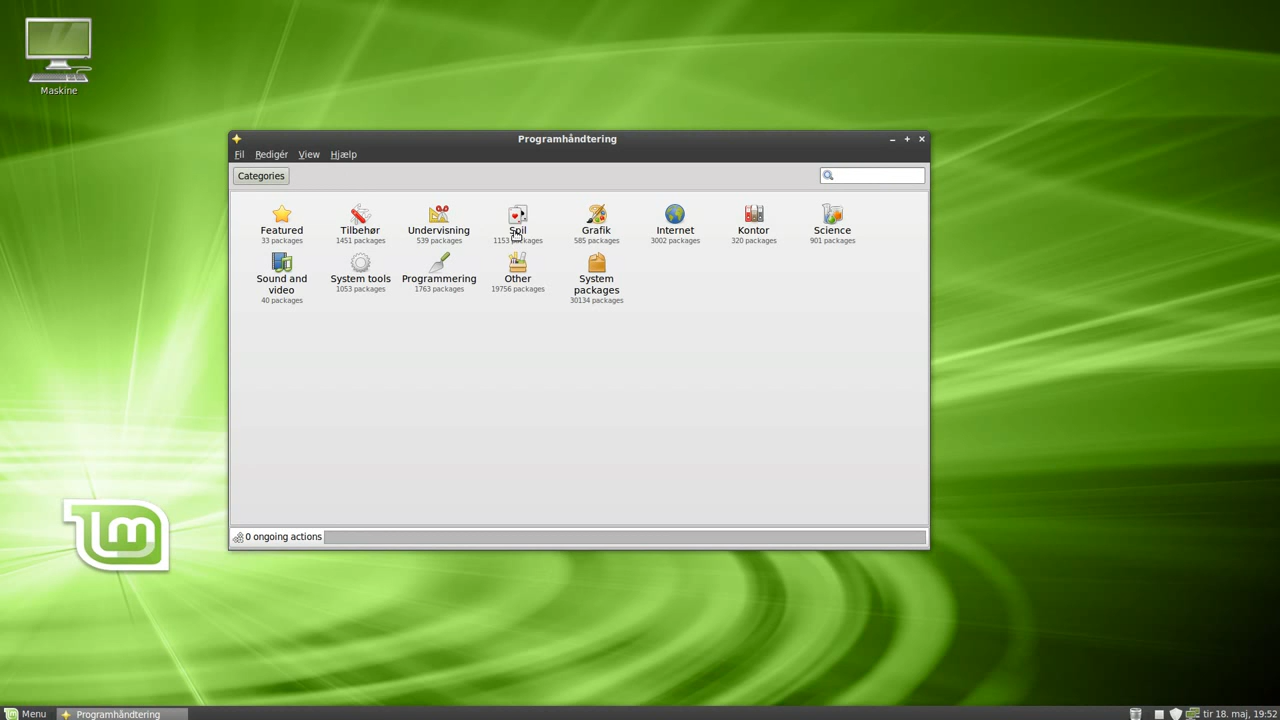 Maskine
Programhåndtering
Fil Redigér View Hjælp
Categories
Featured
33 packages
Tilbehør
1451 packages
Undervisning
539 packages
Spil
1153 packages
Grafik
585 packages
Internet
3002 packages
Kontor
320 packages
Science
901 packages
Sound and
video
40 packages
System tools
1053 packages
Programmering
1763 packages
Other
19756 packages
System
packages
30134 packages
0 ongoing actions
Menu Programhåndtering tir 18. maj, 19:52